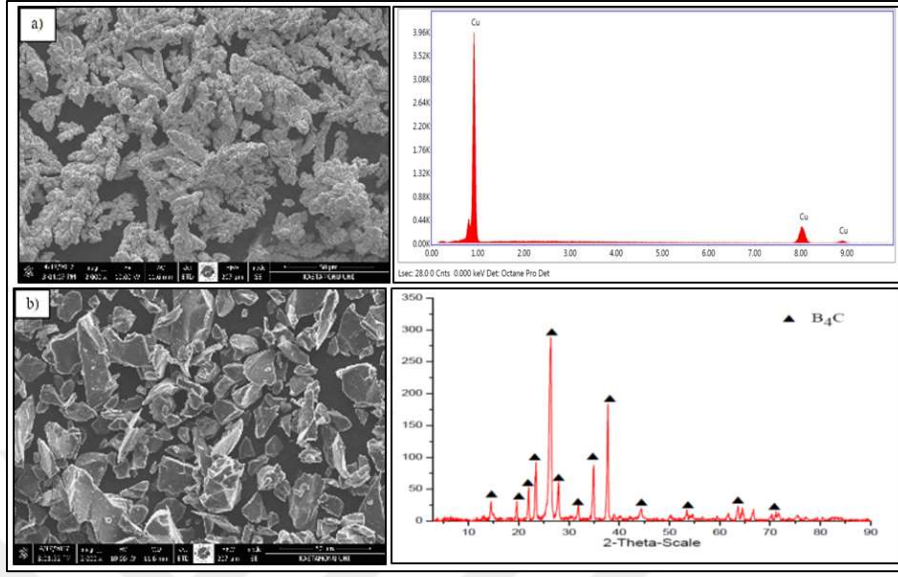 a)
Cu
3.96K
3.52K
3.08K
2.64K
2.20K
1.76K
1.32K
0.88K
0.44K
0.00K
Cu
Cu
0.00 1.00 2.00 3.00 4.00 5.00 6.00 7.00 8.00 9.00
Lsec: 28.0 0 Cnts 0.000 keV Det: Octane Pro Det
b)
350
300
250
200
150
100
50
0
▲ B₄C
10 20 30 40 50 60 70 80 90
2-Theta-Scale